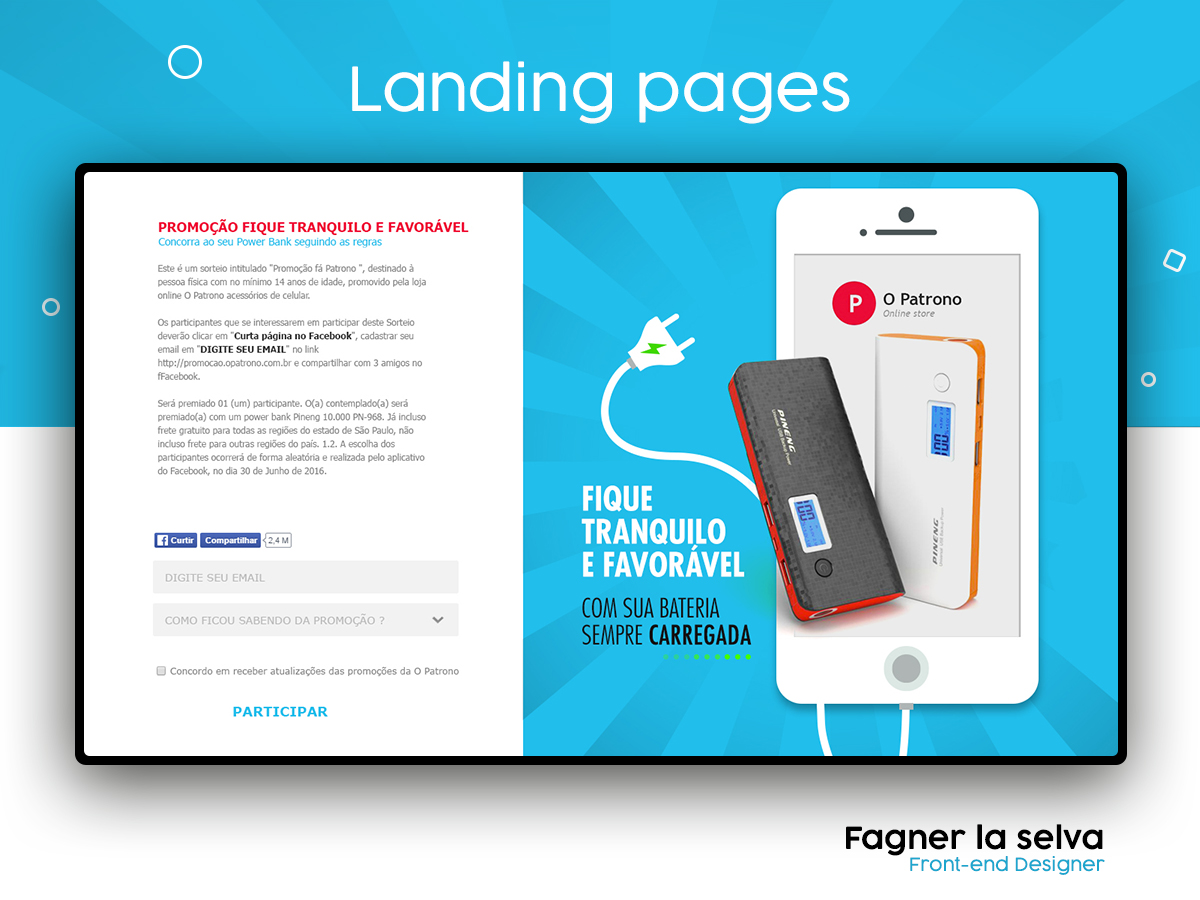 Landing pages
PROMOÇÃO FIQUE TRANQUILO E FAVORÁVEL
Concorra ao seu Power Bank seguindo as regras
Este é um sorteio intitulado "Promoção fá Patrono ", destinado à
pessoa física com no mínimo 14 anos de idade, promovido pela loja
online O Patrono acessórios de celular.
Os participantes que se interessarem em participar deste Sorteio
deverão clicar em "Curta página no Facebook", cadastrar seu
email em "DIGITE SEU EMAIL" no link
http://promocao.opatrono.com.br e compartilhar com 3 amigos no
fFacebook.
Será premiado 01 (um) participante. O(a) contemplado(a) será
premiado(a) com um power bank Pineng 10.000 PN-968. Já incluso
frete gratuito para todas as regiões do estado de São Paulo, não
incluso frete para outras regiões do país. 1.2. A escolha dos
participantes ocorrerá de forma aleatória e realizada pelo aplicativo
do Facebook, no dia 30 de Junho de 2016.
Curtir Compartilhar 2,4 M
DIGITE SEU EMAIL
COMO FICOU SABENDO DA PROMOÇÃO ?
Concordo em receber atualizações das promoções da O Patrono
PARTICIPAR
P O Patrono
Online store
PINENG
100
PINENG
100
FIQUE
TRANQUILO
E FAVORÁVEL
COM SUA BATERIA
SEMPRE CARREGADA
Fagner la selva
Front-end Designer